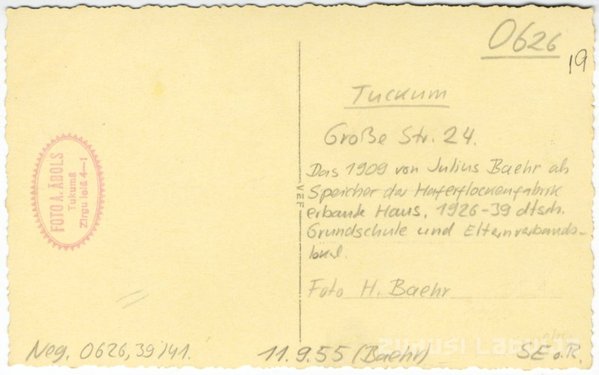 0626
19
Tuckum
Große Str. 24.
Das 1909 von Julius Baehr als
Speicher der Haferflockenfabrik
erbaute Haus, 1926-39 dtsch.
Grundschule und Elternverbands-
lokal.
Foto H. Baehr
FOTO A. ĀBOLS
Tukumā
Zirgu ielā 4-1
Neg. 0626,39/41.
11.9.55 (Baehr)
SE o.R.